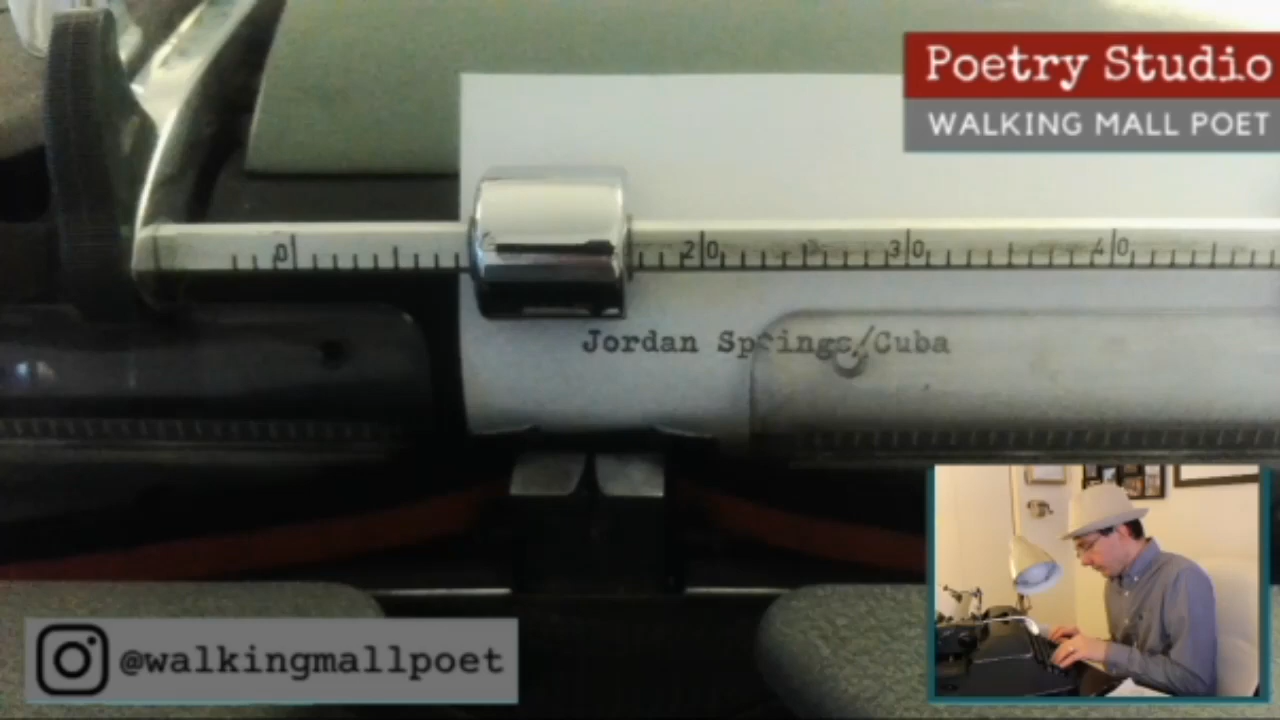 Poetry Studio
WALKING MALL POET
0 20 30 40
Jordan Springs/Cuba
@walkingmallpoet